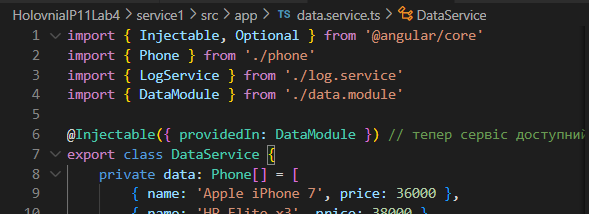 HolovniaIP11Lab4 > service1 > src > app > TS data.service.ts > DataService
1 import { Injectable, Optional } from '@angular/core'
2 import { Phone } from './phone'
3 import { LogService } from './log.service'
4 import { DataModule } from './data.module'
5
6 @Injectable({ providedIn: DataModule }) // тепер сервіс доступний
7 export class DataService {
8 private data: Phone[] = [
9 { name: 'Apple iPhone 7', price: 36000 },
10 { name: 'HP Elite x3', price: 38000 }